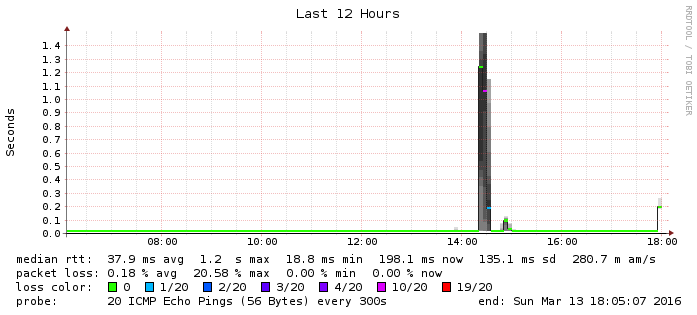 Last 12 Hours
RRDTOOL / TOBI OETIKER
Seconds
1.4
1.3
1.2
1.1
1.0
0.9
0.8
0.7
0.6
0.5
0.4
0.3
0.2
0.1
0.0
08:00 10:00 12:00 14:00 16:00 18:00
median rtt: 37.9 ms avg 1.2 s max 18.8 ms min 198.1 ms now 135.1 ms sd 280.7 m am/s
packet loss: 0.18 % avg 20.58 % max 0.00 % min 0.00 % now
loss color: 0 1/20 2/20 3/20 4/20 10/20 19/20
probe: 20 ICMP Echo Pings (56 Bytes) every 300s end: Sun Mar 13 18:05:07 2016